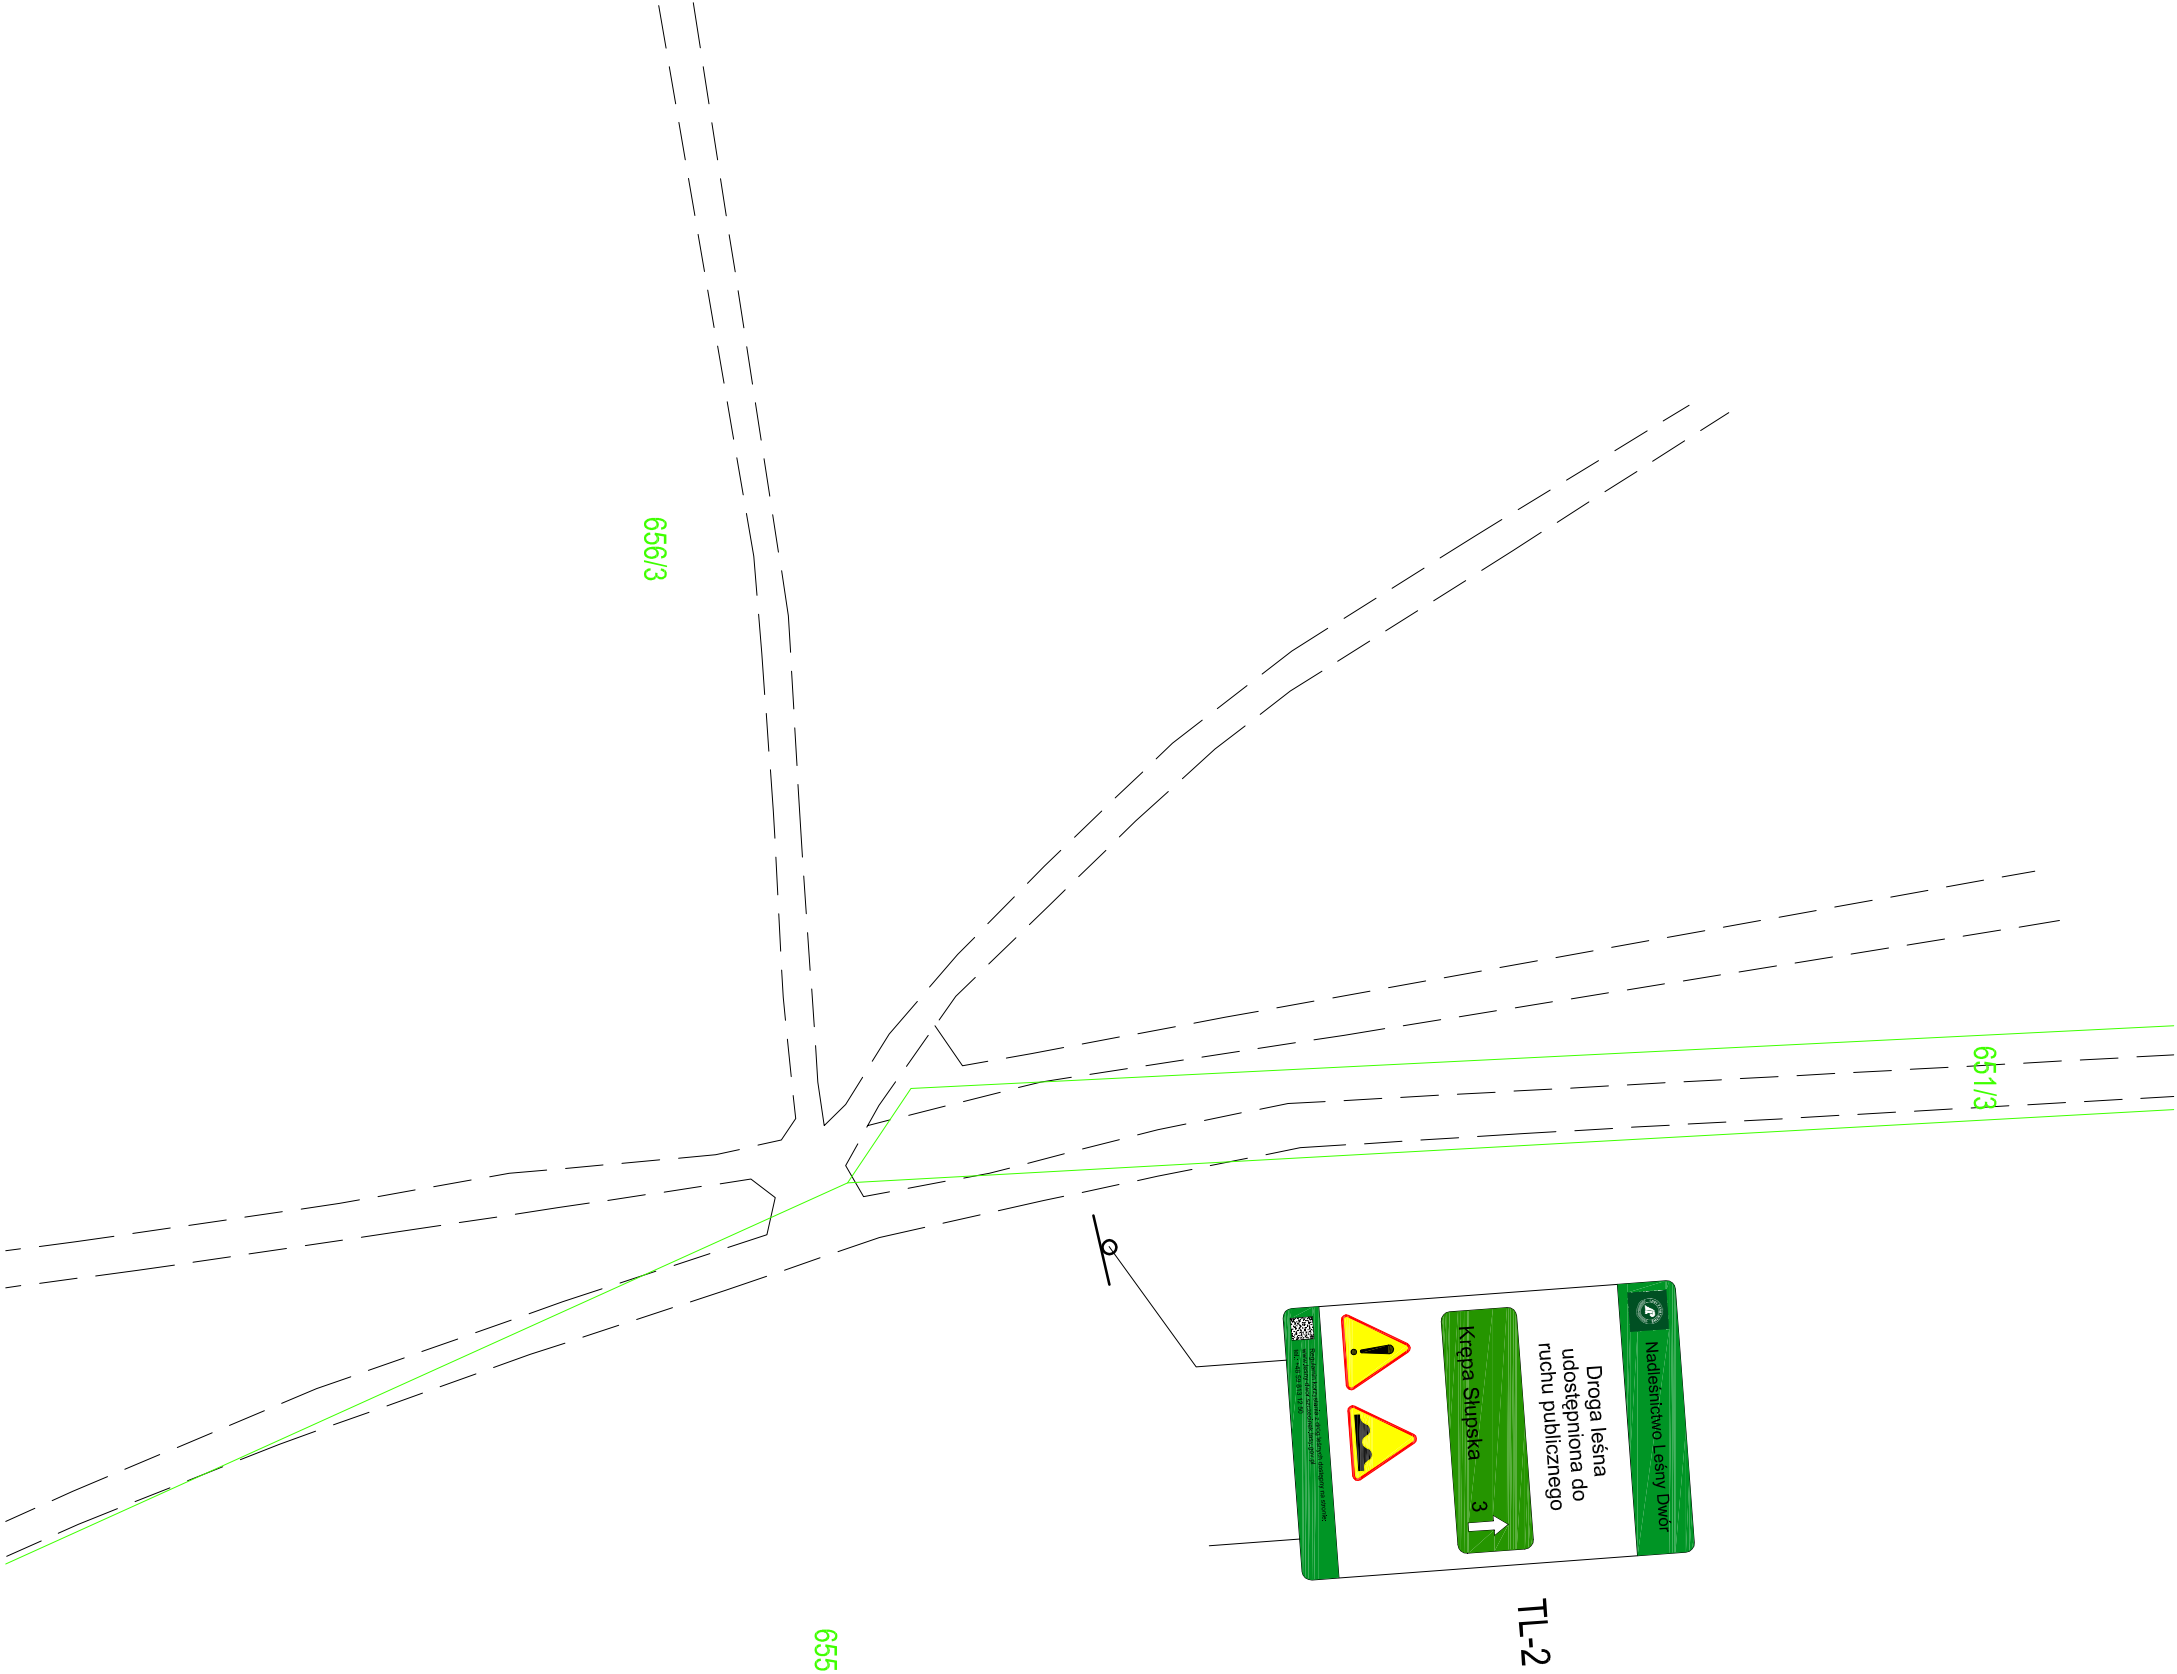 656/3
651/3
Nadleśnictwo Leśny Dwór
Droga leśna
udostępniona do
ruchu publicznego
Krępa Słupska 3
TL-2
655